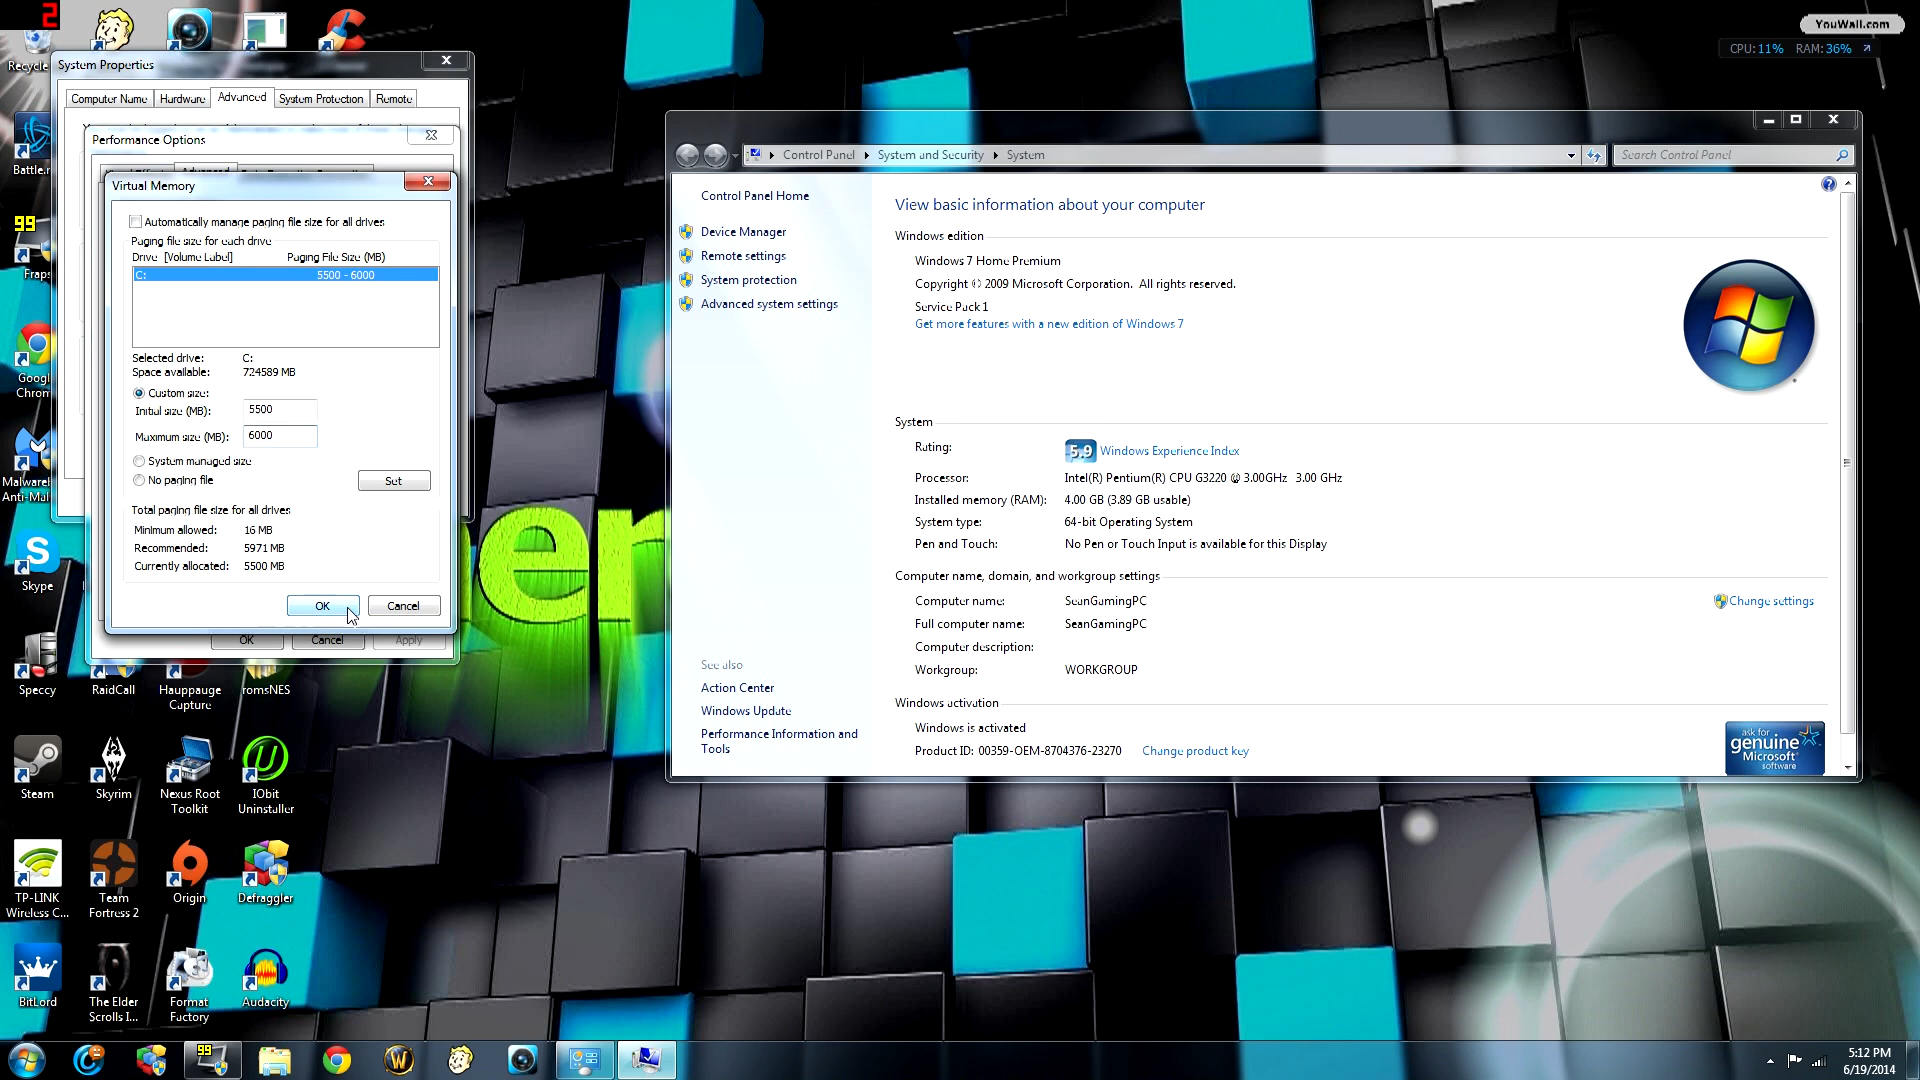 2
YouWall.com
CPU: 11% RAM: 36%
Recycle
System Properties
Computer Name
Hardware
Advanced
System Protection
Remote
Performance Options
Advanced
Virtual Memory
Automatically manage paging file size for all drives
Paging file size for each drive
Drive [Volume Label] Paging File Size (MB)
C: 5500 - 6000
Selected drive: C:
Space available: 724589 MB
Custom size:
Initial size (MB): 5500
Maximum size (MB): 6000
System managed size
No paging file
Set
Total paging file size for all drives
Minimum allowed: 16 MB
Recommended: 5971 MB
Currently allocated: 5500 MB
OK
Cancel
OK
Cancel
Apply
Control Panel
System and Security
System
Search Control Panel
Control Panel Home
Device Manager
Remote settings
System protection
Advanced system settings
See also
Action Center
Windows Update
Performance Information and
Tools
View basic information about your computer
Windows edition
Windows 7 Home Premium
Copyright © 2009 Microsoft Corporation. All rights reserved.
Service Pack 1
Get more features with a new edition of Windows 7
System
Rating: 5.9 Windows Experience Index
Processor: Intel(R) Pentium(R) CPU G3220 @ 3.00GHz 3.00 GHz
Installed memory (RAM): 4.00 GB (3.89 GB usable)
System type: 64-bit Operating System
Pen and Touch: No Pen or Touch Input is available for this Display
Computer name, domain, and workgroup settings
Computer name: SeanGamingPC
Change settings
Full computer name: SeanGamingPC
Computer description:
Workgroup: WORKGROUP
Windows activation
Windows is activated
Product ID: 00359-OEM-8704376-23270 Change product key
ask for
genuine
Microsoft
software
er
Battle.n
99
Fraps
Googl
Chrom
Malwareb
Anti-Mal
S
Skype
Speccy
RaidCall
Hauppauge
Capture
romsNES
Steam
Skyrim
Nexus Root
Toolkit
IObit
Uninstaller
TP-LINK
Wireless C...
Team
Fortress 2
Origin
Defraggler
BitLord
The Elder
Scrolls I...
Format
Factory
Audacity
99
W
5:12 PM
6/19/2014